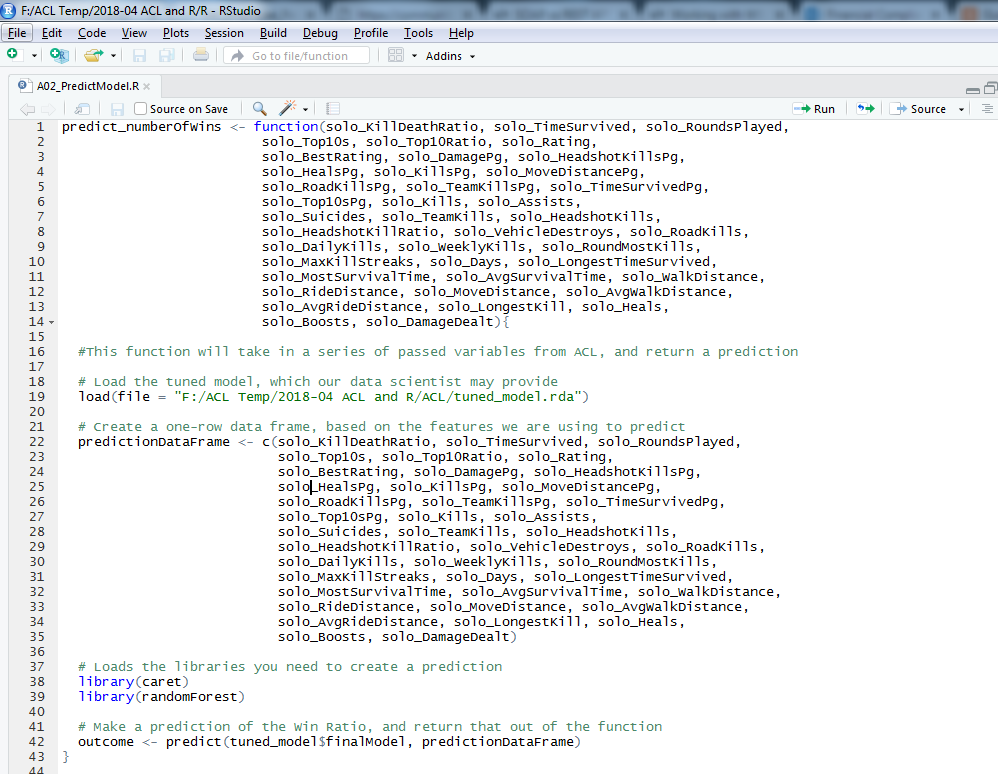 F:/ACL Temp/2018-04 ACL and R/R - RStudio
File Edit Code View Plots Session Build Debug Profile Tools Help
Go to file/function Addins
A02_PredictModel.R
Source on Save Run Source
1 predict_numberOfWins <- function(solo_KillDeathRatio, solo_TimeSurvived, solo_RoundsPlayed,
2 solo_Top10s, solo_Top10Ratio, solo_Rating,
3 solo_BestRating, solo_DamagePg, solo_HeadshotKillsPg,
4 solo_HealsPg, solo_KillsPg, solo_MoveDistancePg,
5 solo_RoadKillsPg, solo_TeamKillsPg, solo_TimeSurvivedPg,
6 solo_Top10sPg, solo_Kills, solo_Assists,
7 solo_Suicides, solo_TeamKills, solo_HeadshotKills,
8 solo_HeadshotKillRatio, solo_VehicleDestroys, solo_RoadKills,
9 solo_DailyKills, solo_WeeklyKills, solo_RoundMostKills,
10 solo_MaxKillStreaks, solo_Days, solo_LongestTimeSurvived,
11 solo_MostSurvivalTime, solo_AvgSurvivalTime, solo_WalkDistance,
12 solo_RideDistance, solo_MoveDistance, solo_AvgWalkDistance,
13 solo_AvgRideDistance, solo_LongestKill, solo_Heals,
14 solo_Boosts, solo_DamageDealt){
15
16 #This function will take in a series of passed variables from ACL, and return a prediction
17
18 # Load the tuned model, which our data scientist may provide
19 load(file = "F:/ACL Temp/2018-04 ACL and R/ACL/tuned_model.rda")
20
21 # Create a one-row data frame, based on the features we are using to predict
22 predictionDataFrame <- c(solo_KillDeathRatio, solo_TimeSurvived, solo_RoundsPlayed,
23 solo_Top10s, solo_Top10Ratio, solo_Rating,
24 solo_BestRating, solo_DamagePg, solo_HeadshotKillsPg,
25 solo_HealsPg, solo_KillsPg, solo_MoveDistancePg,
26 solo_RoadKillsPg, solo_TeamKillsPg, solo_TimeSurvivedPg,
27 solo_Top10sPg, solo_Kills, solo_Assists,
28 solo_Suicides, solo_TeamKills, solo_HeadshotKills,
29 solo_HeadshotKillRatio, solo_VehicleDestroys, solo_RoadKills,
30 solo_DailyKills, solo_WeeklyKills, solo_RoundMostKills,
31 solo_MaxKillStreaks, solo_Days, solo_LongestTimeSurvived,
32 solo_MostSurvivalTime, solo_AvgSurvivalTime, solo_WalkDistance,
33 solo_RideDistance, solo_MoveDistance, solo_AvgWalkDistance,
34 solo_AvgRideDistance, solo_LongestKill, solo_Heals,
35 solo_Boosts, solo_DamageDealt)
36
37 # Loads the libraries you need to create a prediction
38 library(caret)
39 library(randomForest)
40
41 # Make a prediction of the Win Ratio, and return that out of the function
42 outcome <- predict(tuned_model$finalModel, predictionDataFrame)
43 }
44